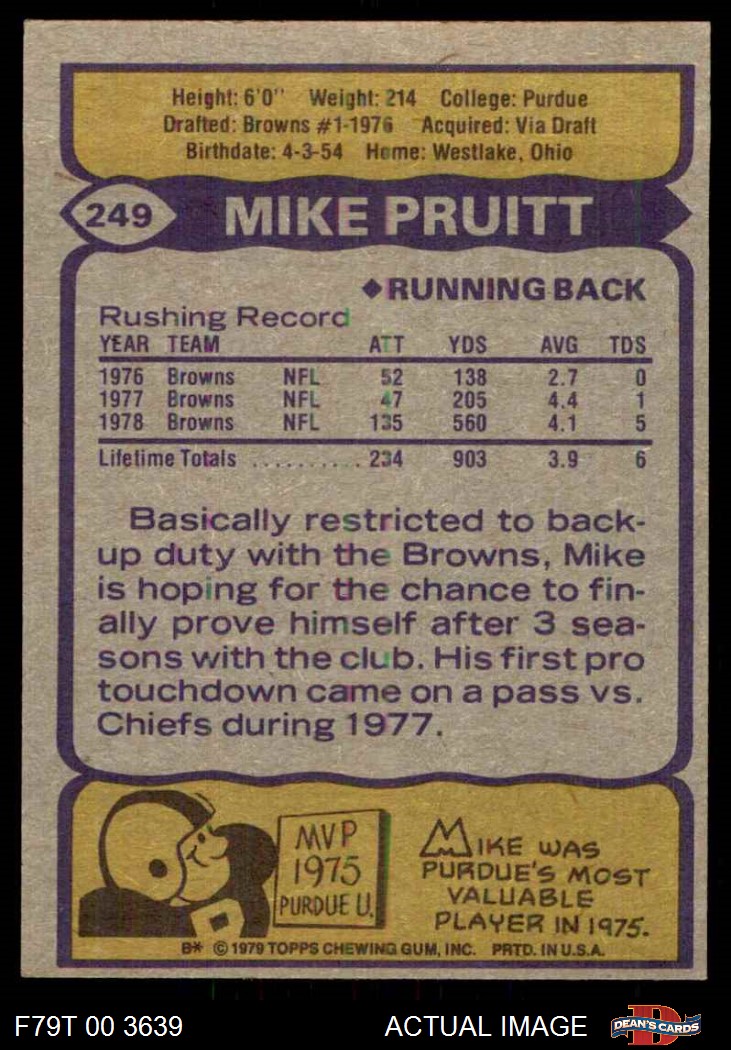 Height: 6'0'' Weight: 214 College: Purdue
Drafted: Browns #1-1976 Acquired: Via Draft
Birthdate: 4-3-54 Home: Westlake, Ohio
249 MIKE PRUITT
◆RUNNING BACK
Rushing Record
YEAR TEAM ATT YDS AVG TDS
1976 Browns NFL 52 138 2.7 0
1977 Browns NFL 47 205 4.4 1
1978 Browns NFL 135 560 4.1 5
Lifetime Totals .......... 234 903 3.9 6
Basically restricted to back-
up duty with the Browns, Mike
is hoping for the chance to fin-
ally prove himself after 3 sea-
sons with the club. His first pro
touchdown came on a pass vs.
Chiefs during 1977.
MVP
1975
PURDUE U.
MIKE WAS
PURDUE'S MOST
VALUABLE
PLAYER IN 1975.
B* © 1979 TOPPS CHEWING GUM, INC. PRTD. IN U.S.A.
F79T 00 3639 ACTUAL IMAGE D DEAN'S CARDS